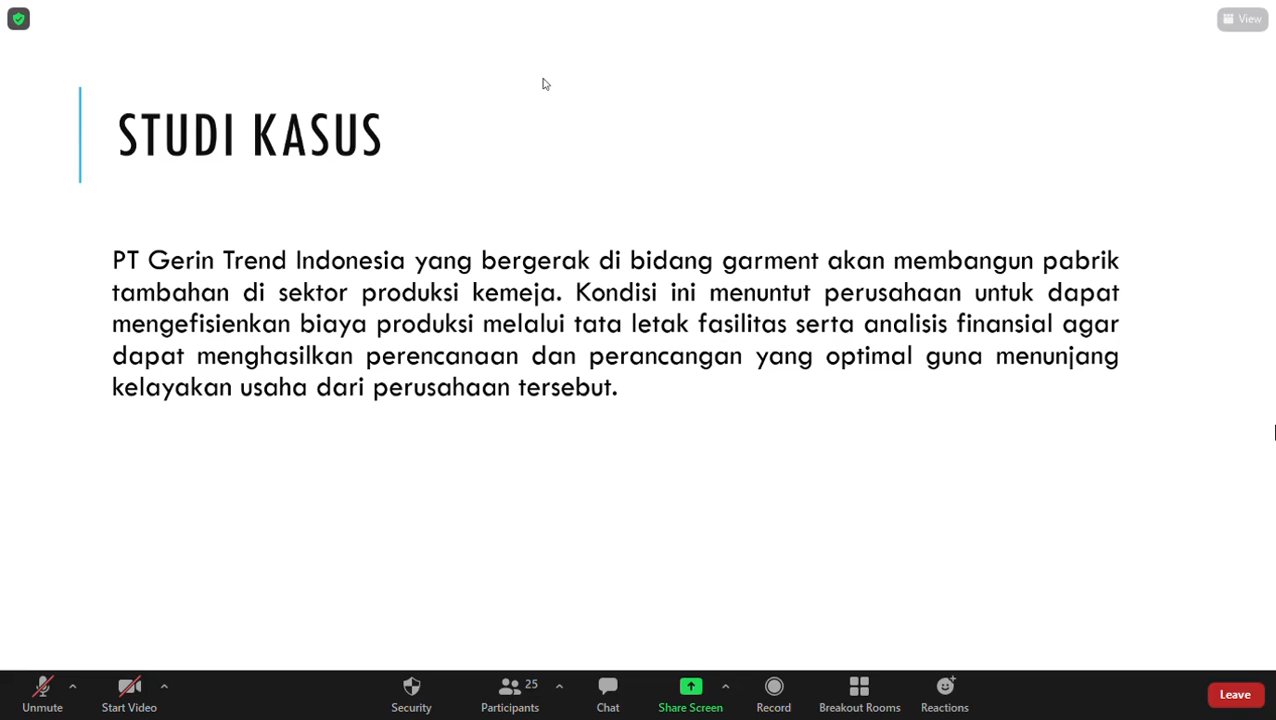 View
STUDI KASUS
PT Gerin Trend Indonesia yang bergerak di bidang garment akan membangun pabrik
tambahan di sektor produksi kemeja. Kondisi ini menuntut perusahaan untuk dapat
mengefisienkan biaya produksi melalui tata letak fasilitas serta analisis finansial agar
dapat menghasilkan perencanaan dan perancangan yang optimal guna menunjang
kelayakan usaha dari perusahaan tersebut.
25
Unmute Start Video Security Participants Chat Share Screen Record Breakout Rooms Reactions Leave